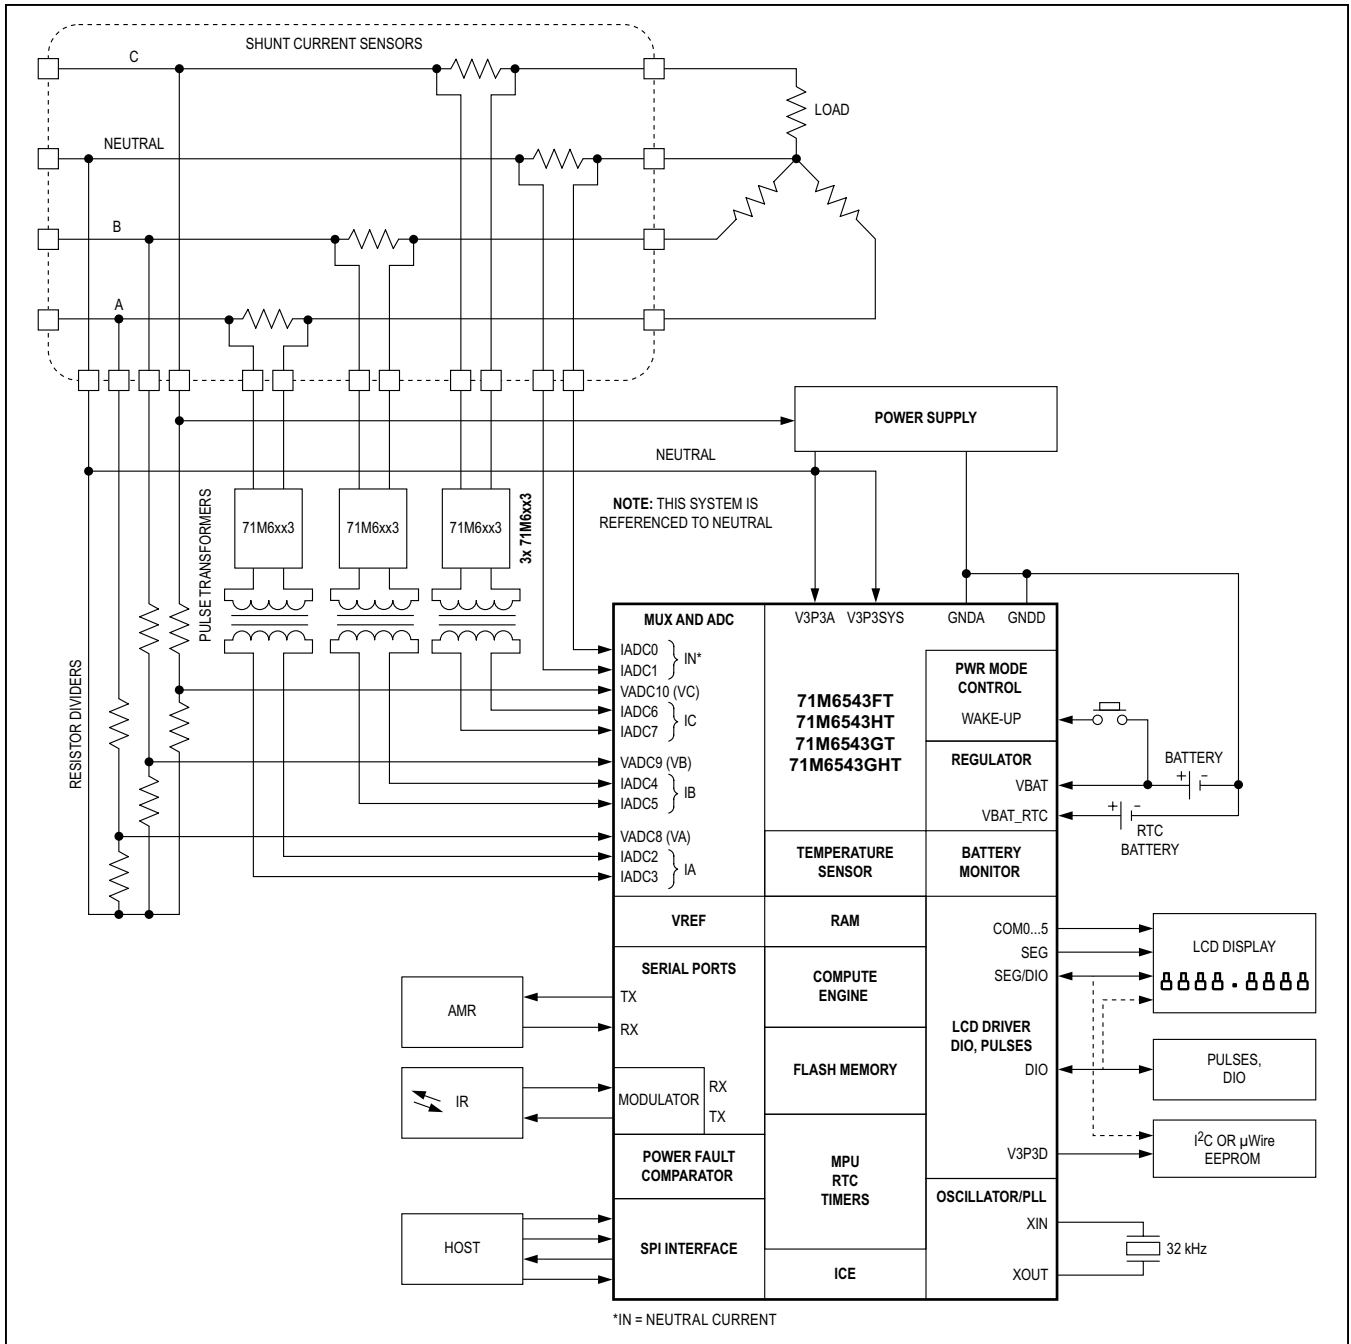 SHUNT CURRENT SENSORS
C
LOAD
NEUTRAL
B
A
POWER SUPPLY
NEUTRAL
NOTE: THIS SYSTEM IS
REFERENCED TO NEUTRAL
PULSE TRANSFORMERS
71M6xx3
71M6xx3
71M6xx3
3x 71M6xx3
RESISTOR DIVIDERS
MUX AND ADC
V3P3A
V3P3SYS
GNDA
GNDD
IADC0
IADC1
IN*
VADC10 (VC)
IADC6
IADC7
IC
VADC9 (VB)
IADC4
IADC5
IB
VADC8 (VA)
IADC2
IADC3
IA
71M6543FT
71M6543HT
71M6543GT
71M6543GHT
PWR MODE
CONTROL
WAKE-UP
REGULATOR
VBAT
VBAT_RTC
BATTERY
+ -
+ -
RTC
BATTERY
TEMPERATURE
SENSOR
BATTERY
MONITOR
VREF
RAM
COM0...5
SEG
SEG/DIO
LCD DISPLAY
8888.8888
SERIAL PORTS
TX
RX
AMR
COMPUTE
ENGINE
LCD DRIVER
DIO, PULSES
DIO
PULSES,
DIO
FLASH MEMORY
IR
MODULATOR
RX
TX
V3P3D
I2C OR µWire
EEPROM
POWER FAULT
COMPARATOR
MPU
RTC
TIMERS
OSCILLATOR/PLL
XIN
XOUT
32 kHz
HOST
SPI INTERFACE
ICE
*IN = NEUTRAL CURRENT